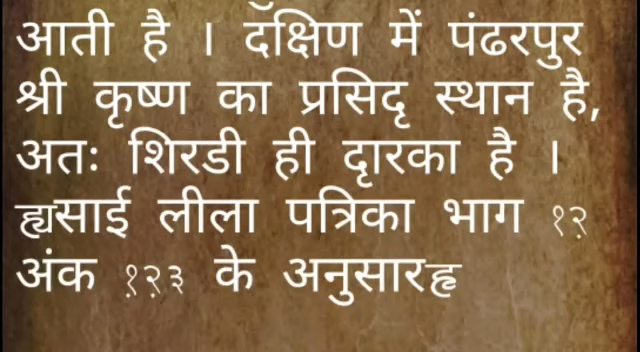 आती है । दक्षिण में पंढरपुर
श्री कृष्ण का प्रसिदृ स्थान है,
अतः शिरडी ही दृारका है ।
ह्यसाई लीला पत्रिका भाग १२
अंक १२३ के अनुसारहृ